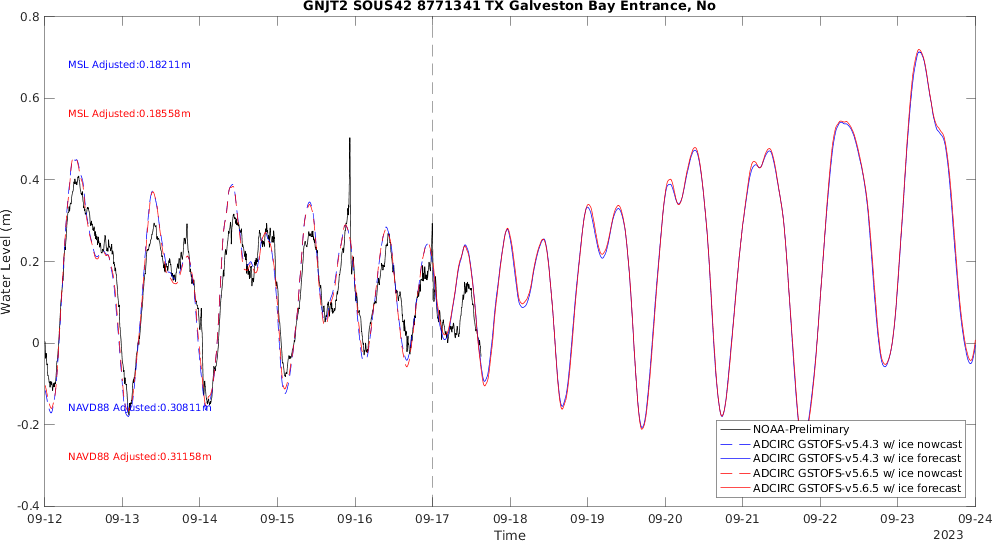 GNJT2 SOUS42 8771341 TX Galveston Bay Entrance, No
Water Level (m)
0.8
0.6
0.4
0.2
0
-0.2
-0.4
MSL Adjusted:0.18211m
MSL Adjusted:0.18558m
NAVD88 Adjusted:0.30811m
NAVD88 Adjusted:0.31158m
NOAA-Preliminary
ADCIRC GSTOFS-v5.4.3 w/ ice nowcast
ADCIRC GSTOFS-v5.4.3 w/ ice forecast
ADCIRC GSTOFS-v5.6.5 w/ ice nowcast
ADCIRC GSTOFS-v5.6.5 w/ ice forecast
09-12 09-13 09-14 09-15 09-16 09-17 09-18 09-19 09-20 09-21 09-22 09-23 09-24
Time
2023